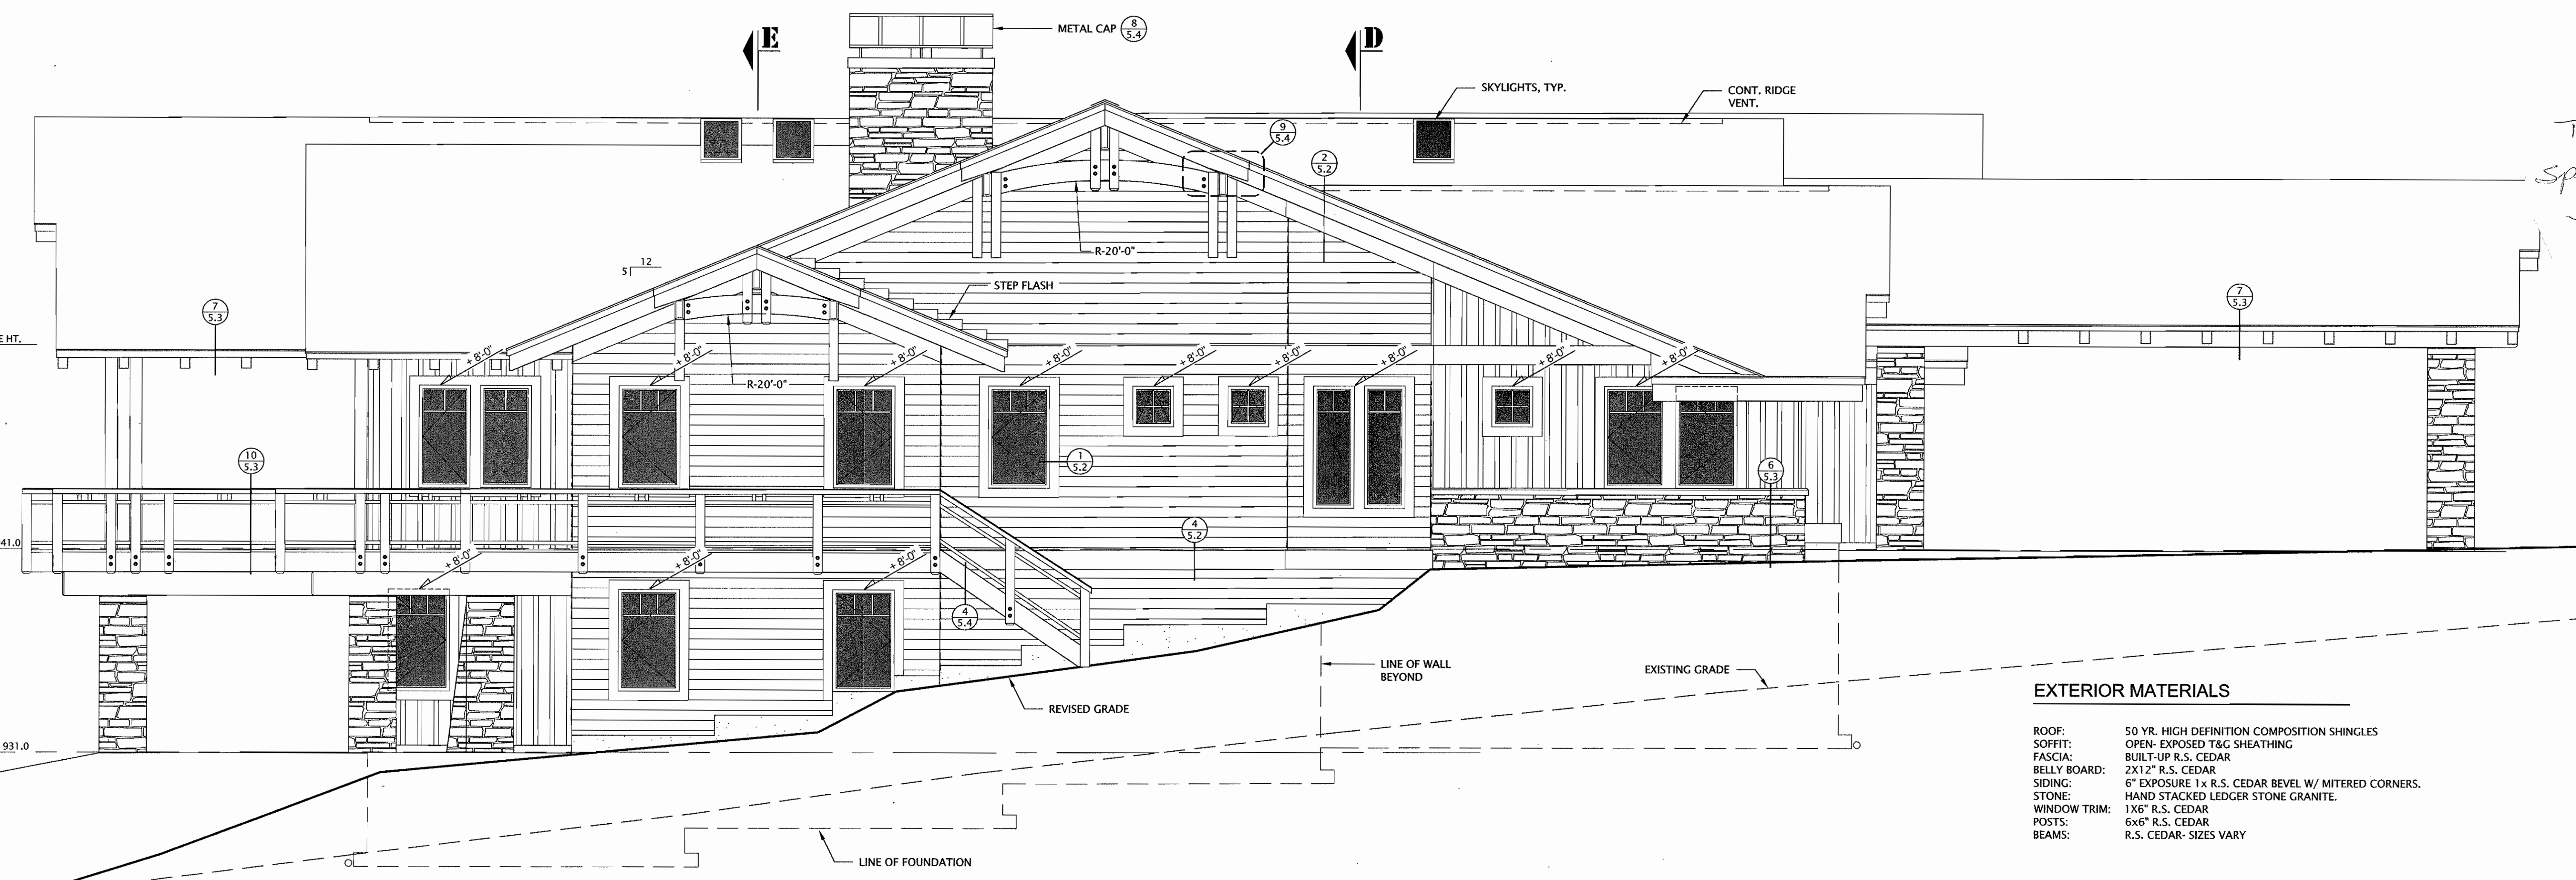 METAL CAP 8 5.4
E
D
SKYLIGHTS, TYP.
CONT. RIDGE
VENT.
9 5.4
2 5.2
R-20'-0"
12
5
STEP FLASH
7 5.3
7 5.3
E HT.
+ 8'-0"
+ 8'-0"
+ 8'-0"
+ 8'-0"
+ 8'-0"
+ 8'-0"
+ 8'-0"
+ 8'-0"
+ 8'-0"
R-20'-0"
10 5.3
1 5.2
6 5.3
4 5.2
41.0
+ 8'-0"
+ 8'-0"
+ 8'-0"
4 5.4
LINE OF WALL
BEYOND
EXISTING GRADE
REVISED GRADE
931.0
LINE OF FOUNDATION
EXTERIOR MATERIALS
ROOF: 50 YR. HIGH DEFINITION COMPOSITION SHINGLES
SOFFIT: OPEN- EXPOSED T&G SHEATHING
FASCIA: BUILT-UP R.S. CEDAR
BELLY BOARD: 2X12" R.S. CEDAR
SIDING: 6" EXPOSURE 1x R.S. CEDAR BEVEL W/ MITERED CORNERS.
STONE: HAND STACKED LEDGER STONE GRANITE.
WINDOW TRIM: 1X6" R.S. CEDAR
POSTS: 6x6" R.S. CEDAR
BEAMS: R.S. CEDAR- SIZES VARY